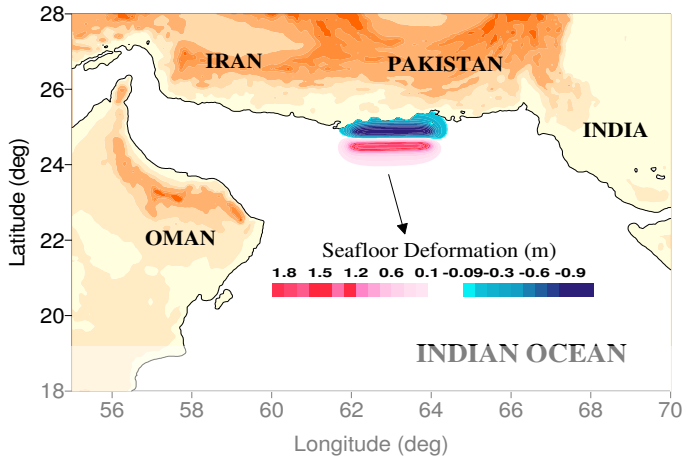 28
26
24
22
20
18
Latitude (deg)
IRAN
PAKISTAN
INDIA
OMAN
Seafloor Deformation (m)
1.8 1.5 1.2 0.6 0.1 -0.09 -0.3 -0.6 -0.9
INDIAN OCEAN
56 58 60 62 64 66 68 70
Longitude (deg)